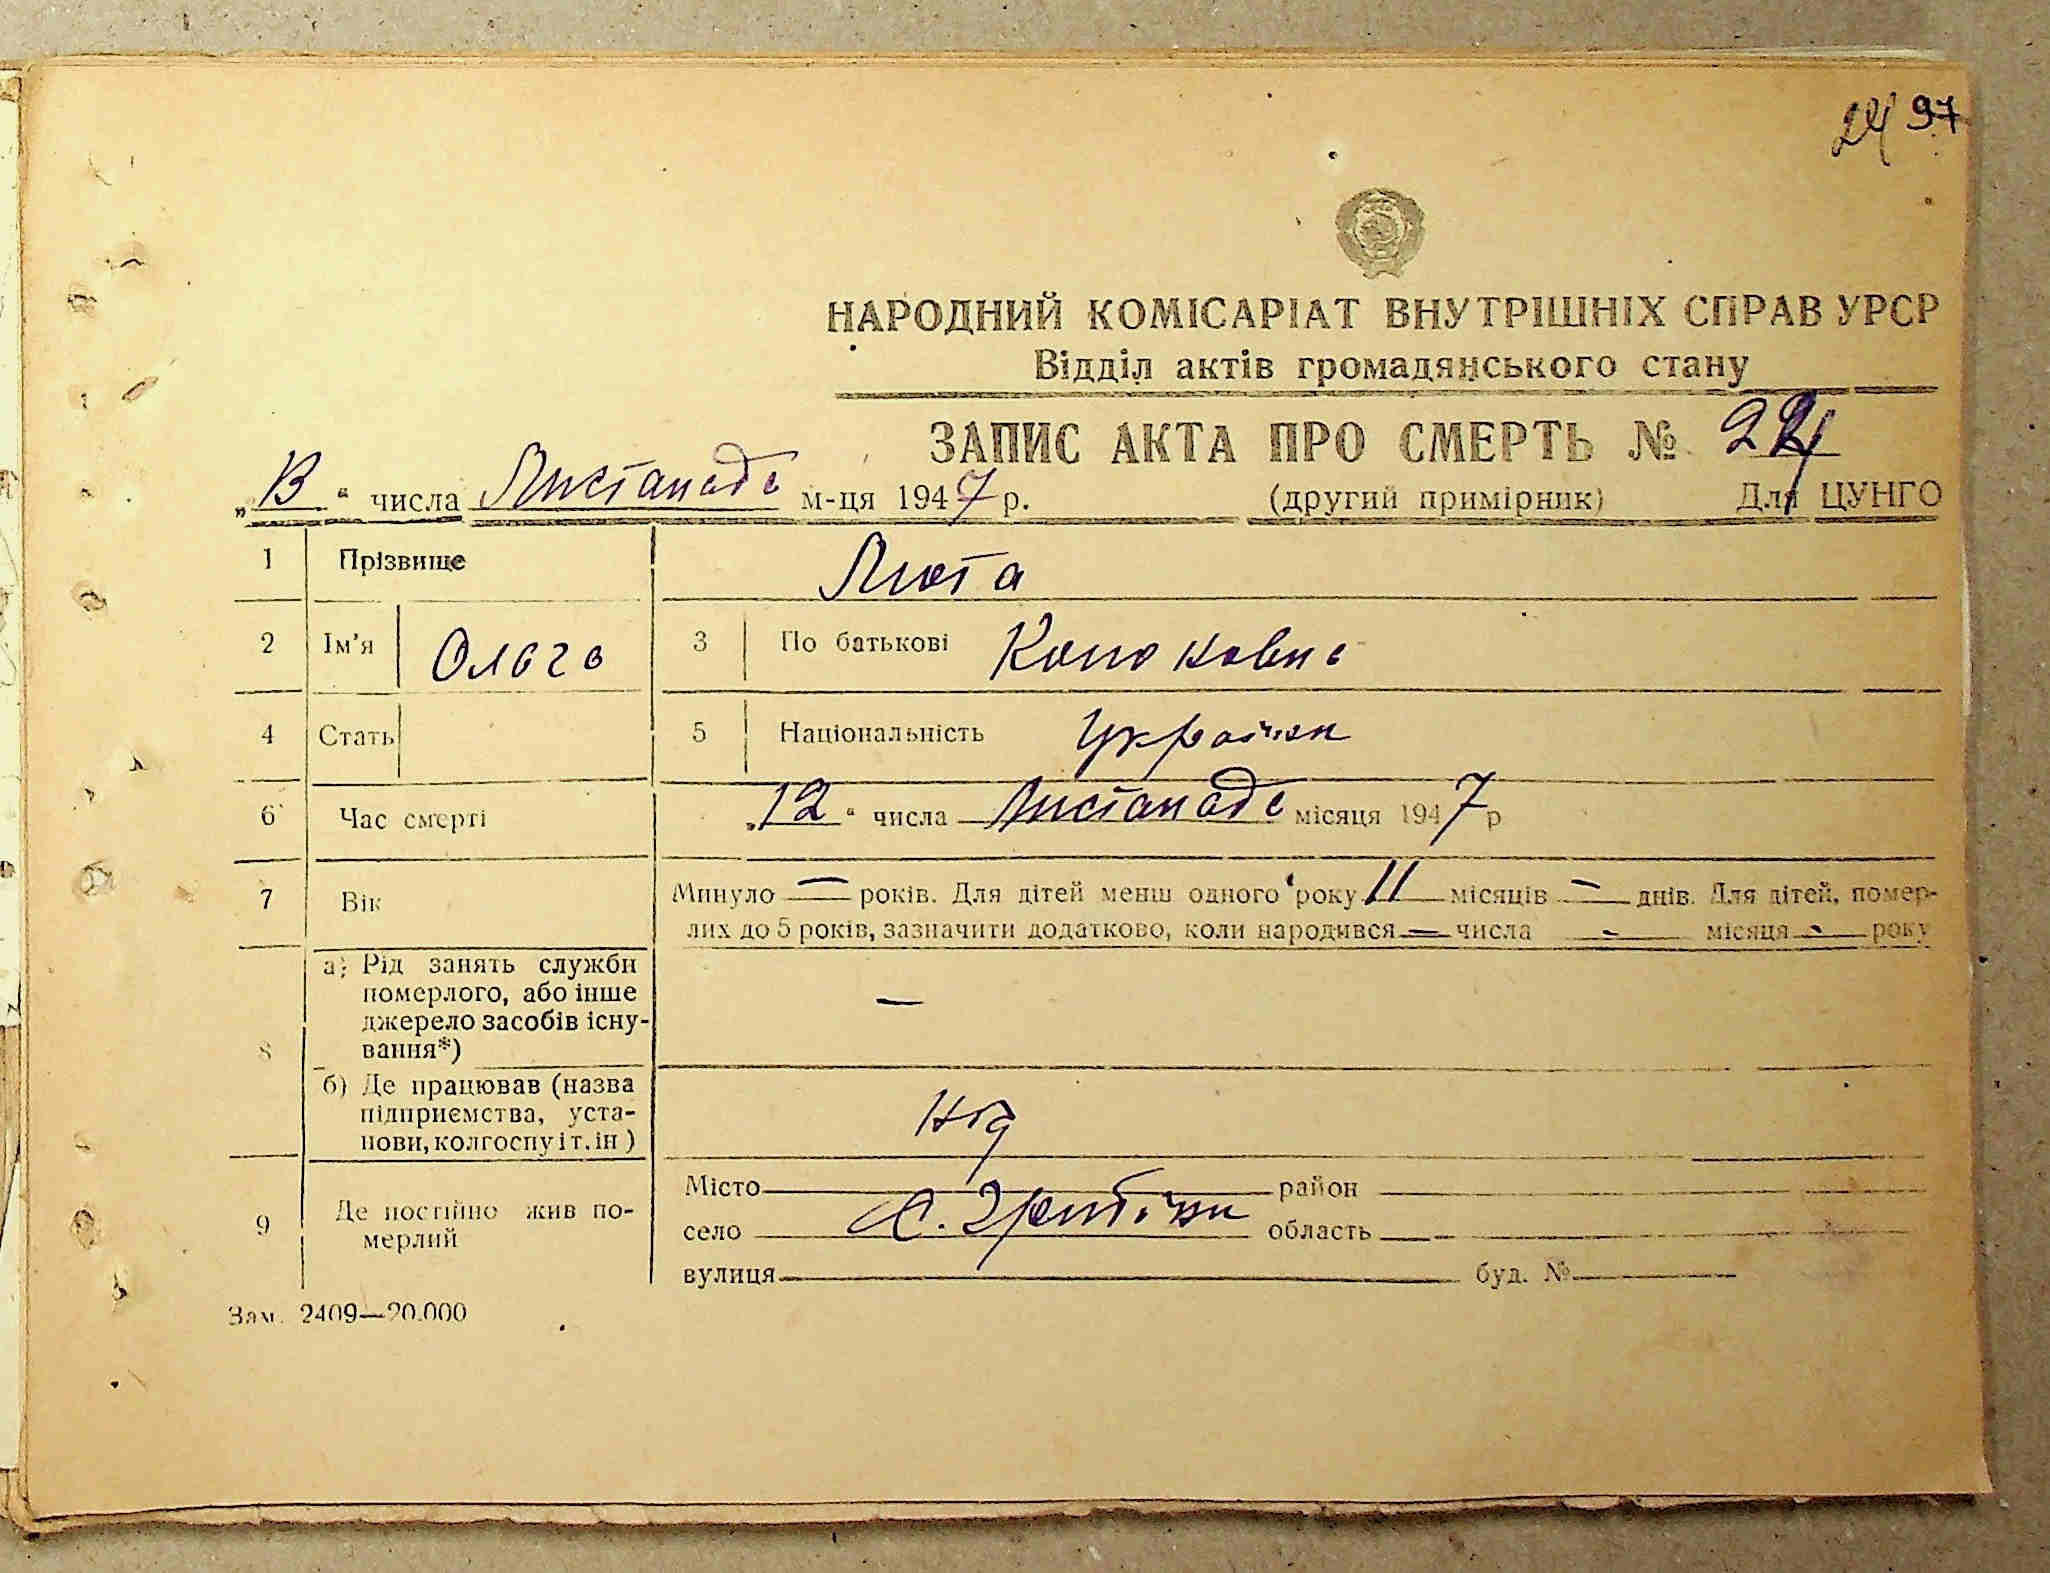 97
НАРОДНИЙ КОМІСАРІАТ ВНУТРІШНІХ СПРАВ УРСР
Відділ актів громадянського стану
ЗАПИС АКТА ПРО СМЕРТЬ №
„13“ числа Листопада м-ця 1947 р. (другий примірник) Для ЦУНГО
1 Прізвище Люта
2 Ім'я Ольга 3 По батькові
4 Стать 5 Національність Українка
6 Час смерті „12“ числа Листопада місяця 1947 р
7 Вік Минуло — років. Для дітей менш одного року 11 місяців — днів. Для дітей, помер-
лих до 5 років, зазначити додатково, коли народився — числа - місяця - року
8 а) Рід занять служби
померлого, або інше
джерело засобів існу-
вання*) —
б) Де працював (назва
підприємства, уста-
нови, колгоспу і т. ін)
9 Де постійно жив по-
мерлий
Місто район
село с. область
вулиця буд. №
Зам. 2409—20.000